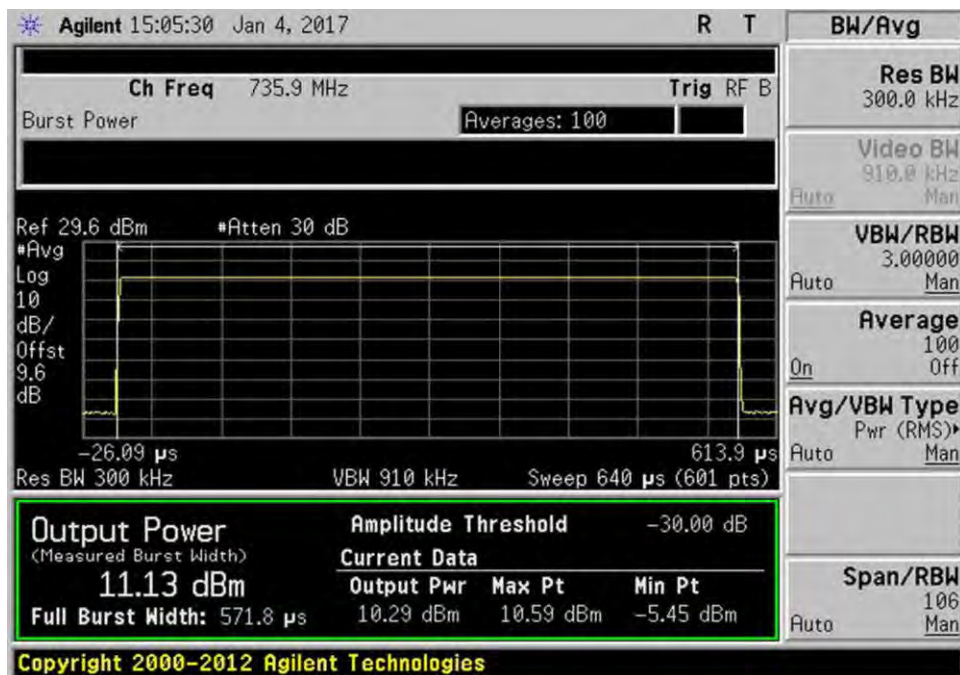 Agilent 15:05:30 Jan 4, 2017 R T
Ch Freq 735.9 MHz Trig RF B
Burst Power Averages: 100
Ref 29.6 dBm #Atten 30 dB
#Avg
Log
10
dB/
Offst
9.6
dB
-26.09 µs 613.9 µs
Res BW 300 kHz VBW 910 kHz Sweep 640 µs (601 pts)
Output Power
(Measured Burst Width)
11.13 dBm
Full Burst Width: 571.8 µs
Amplitude Threshold -30.00 dB
Current Data
Output Pwr Max Pt Min Pt
10.29 dBm 10.59 dBm -5.45 dBm
BW/Avg
Res BW
300.0 kHz
Video BW
910.0 kHz
Auto Man
VBW/RBW
3.00000
Auto Man
Average
100
On Off
Avg/VBW Type
Pwr (RMS)
Auto Man
Span/RBW
106
Auto Man
Copyright 2000-2012 Agilent Technologies